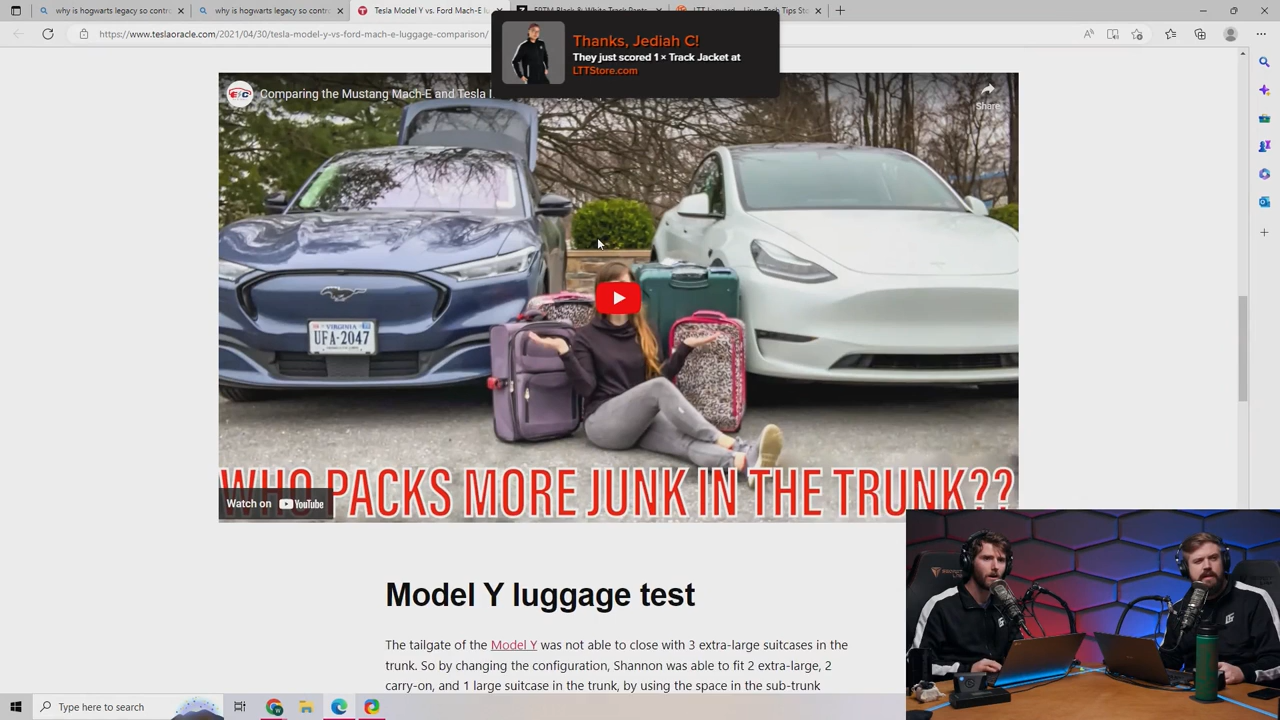 why is hogwarts legacy so contro
why is hogwarts legacy so contro
Tesla Model Y vs. Ford Mach-E lu
https://www.teslaoracle.com/2021/04/30/tesla-model-y-vs-ford-mach-e-luggage-comparison/
Thanks, Jediah C!
They just scored 1 × Track Jacket at
LTTStore.com
Comparing the Mustang Mach-E and Tesla
Share
VIRGINIA
UFA-2047
WHO PACKS MORE JUNK IN THE TRUNK??
Watch on YouTube
Model Y luggage test
The tailgate of the Model Y was not able to close with 3 extra-large suitcases in the
trunk. So by changing the configuration, Shannon was able to fit 2 extra-large, 2
carry-on, and 1 large suitcase in the trunk, by using the space in the sub-trunk
Type here to search